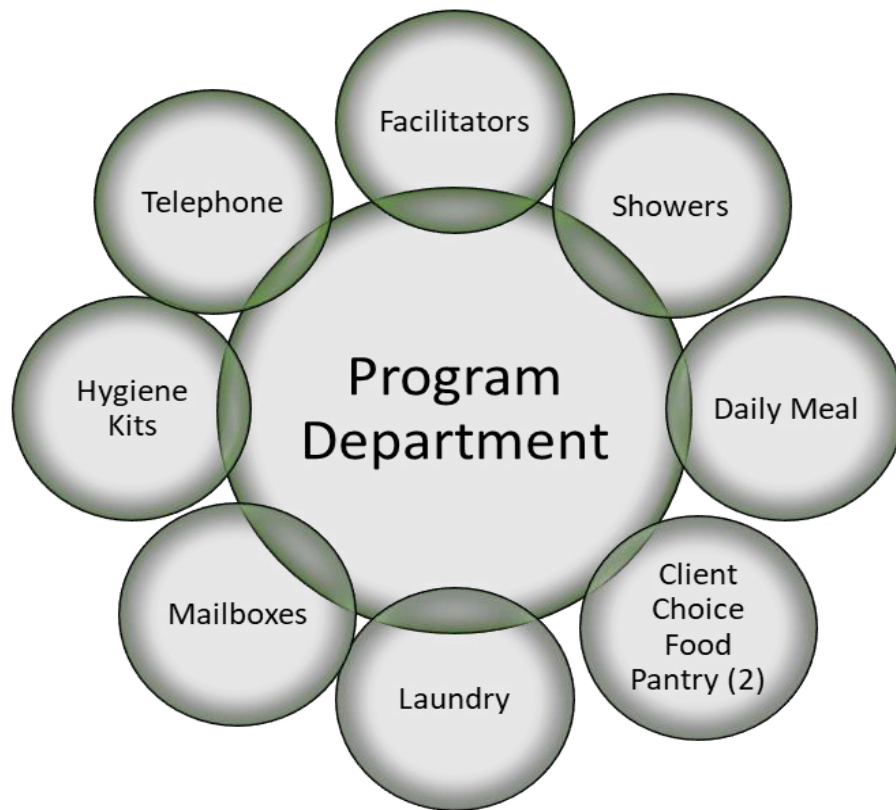 Facilitators
Telephone
Showers
Hygiene
Kits
Program
Department
Daily Meal
Client
Choice
Food
Pantry (2)
Mailboxes
Laundry